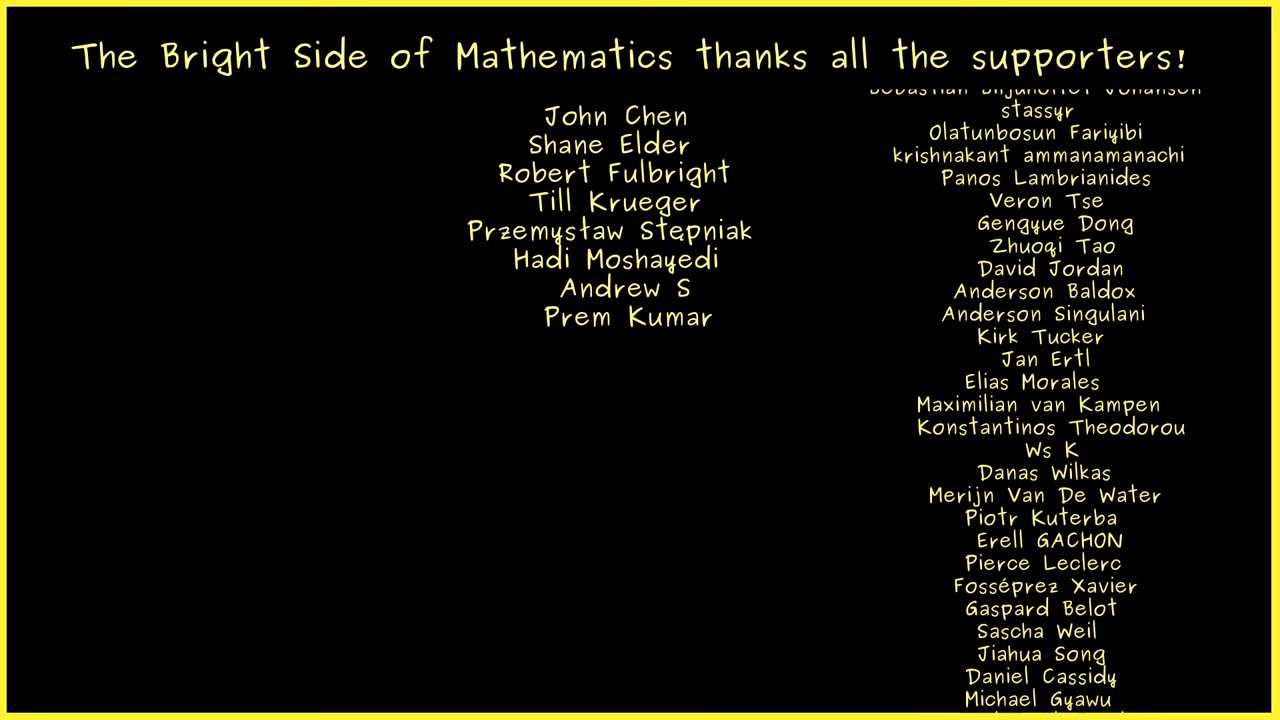 The Bright Side of Mathematics thanks all the supporters!
John Chen
Shane Elder
Robert Fulbright
Till Krueger
Przemysław Stępniak
Hadi Moshayedi
Andrew S
Prem Kumar
stassyr
Olatunbosun Fariyibi
krishnakant ammanamanachi
Panos Lambrianides
Veron Tse
Gengyue Dong
Zhuoqi Tao
David Jordan
Anderson Baldox
Anderson Singulani
Kirk Tucker
Jan Ertl
Elias Morales
Maximilian van Kampen
Konstantinos Theodorou
Ws K
Danas Wilkas
Merijn Van De Water
Piotr Kuterba
Erell GACHON
Pierce Leclerc
Fosséprez Xavier
Gaspard Belot
Sascha Weil
Jiahua Song
Daniel Cassidy
Michael Gyawu